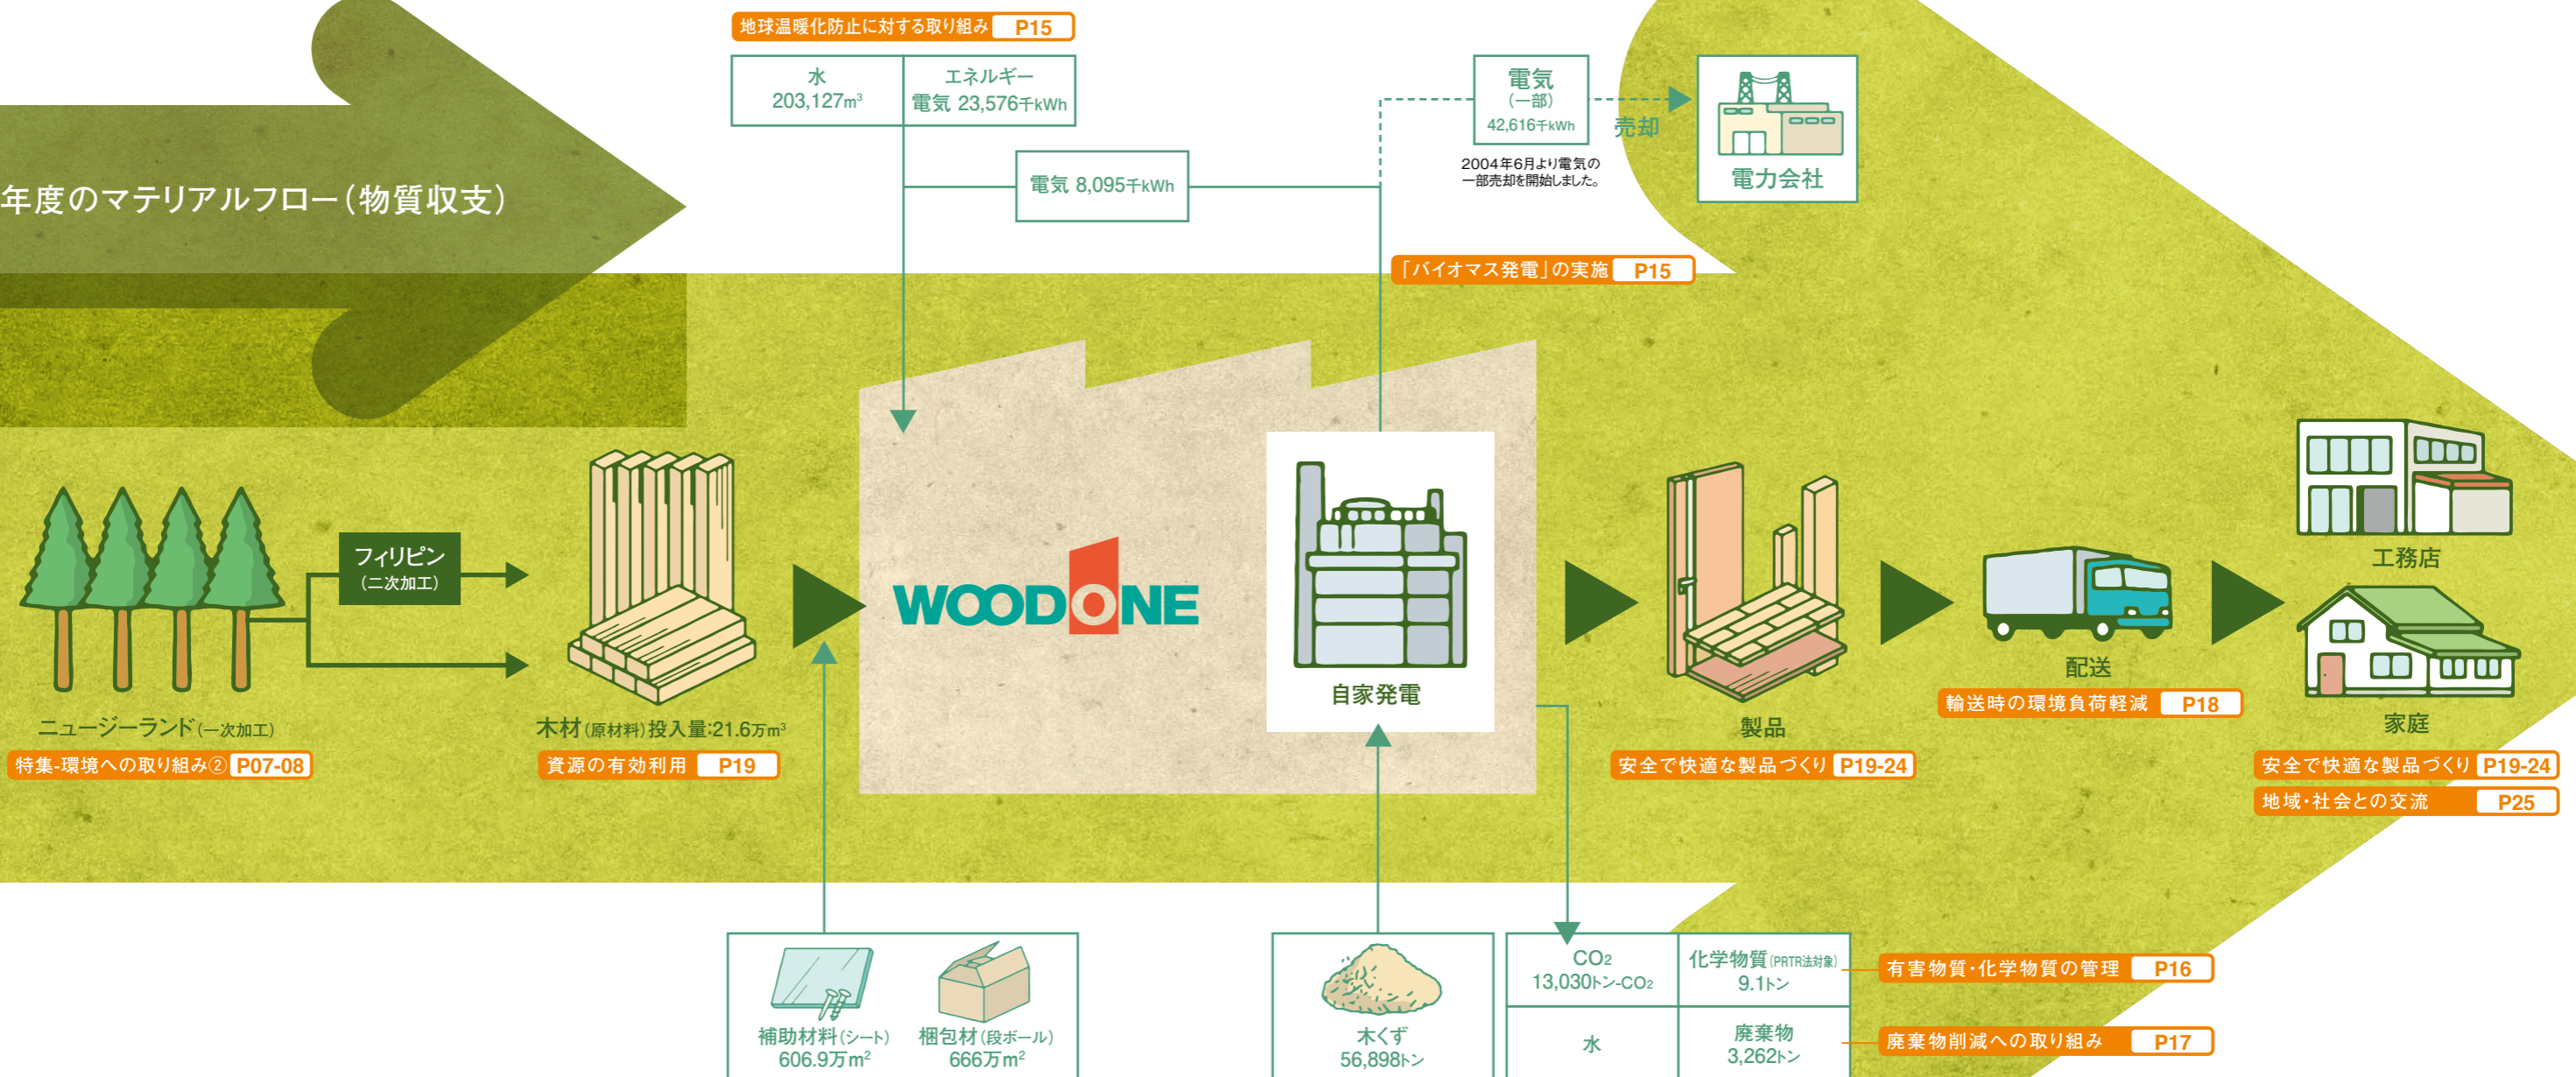 年度のマテリアルフロー(物質収支)
地球温暖化防止に対する取り組み P15
水
203,127m³
エネルギー
電気 23,576千kWh
電気 8,095千kWh
電気
(一部)
42,616千kWh
売却
2004年6月より電気の
一部売却を開始しました。
電力会社
「バイオマス発電」の実施 P15
フィリピン
(二次加工)
ニュージーランド(一次加工)
特集-環境への取り組み② P07-08
木材(原材料)投入量:21.6万m³
資源の有効利用 P19
WOODONE
自家発電
製品
安全で快適な製品づくり P19-24
配送
輸送時の環境負荷軽減 P18
工務店
家庭
安全で快適な製品づくり P19-24
地域・社会との交流 P25
補助材料(シート)
606.9万m²
梱包材(段ボール)
666万m²
木くず
56,898トン
CO₂
13,030トン-CO₂
化学物質(PRTR法対象)
9.1トン
水
廃棄物
3,262トン
有害物質・化学物質の管理 P16
廃棄物削減への取り組み P17